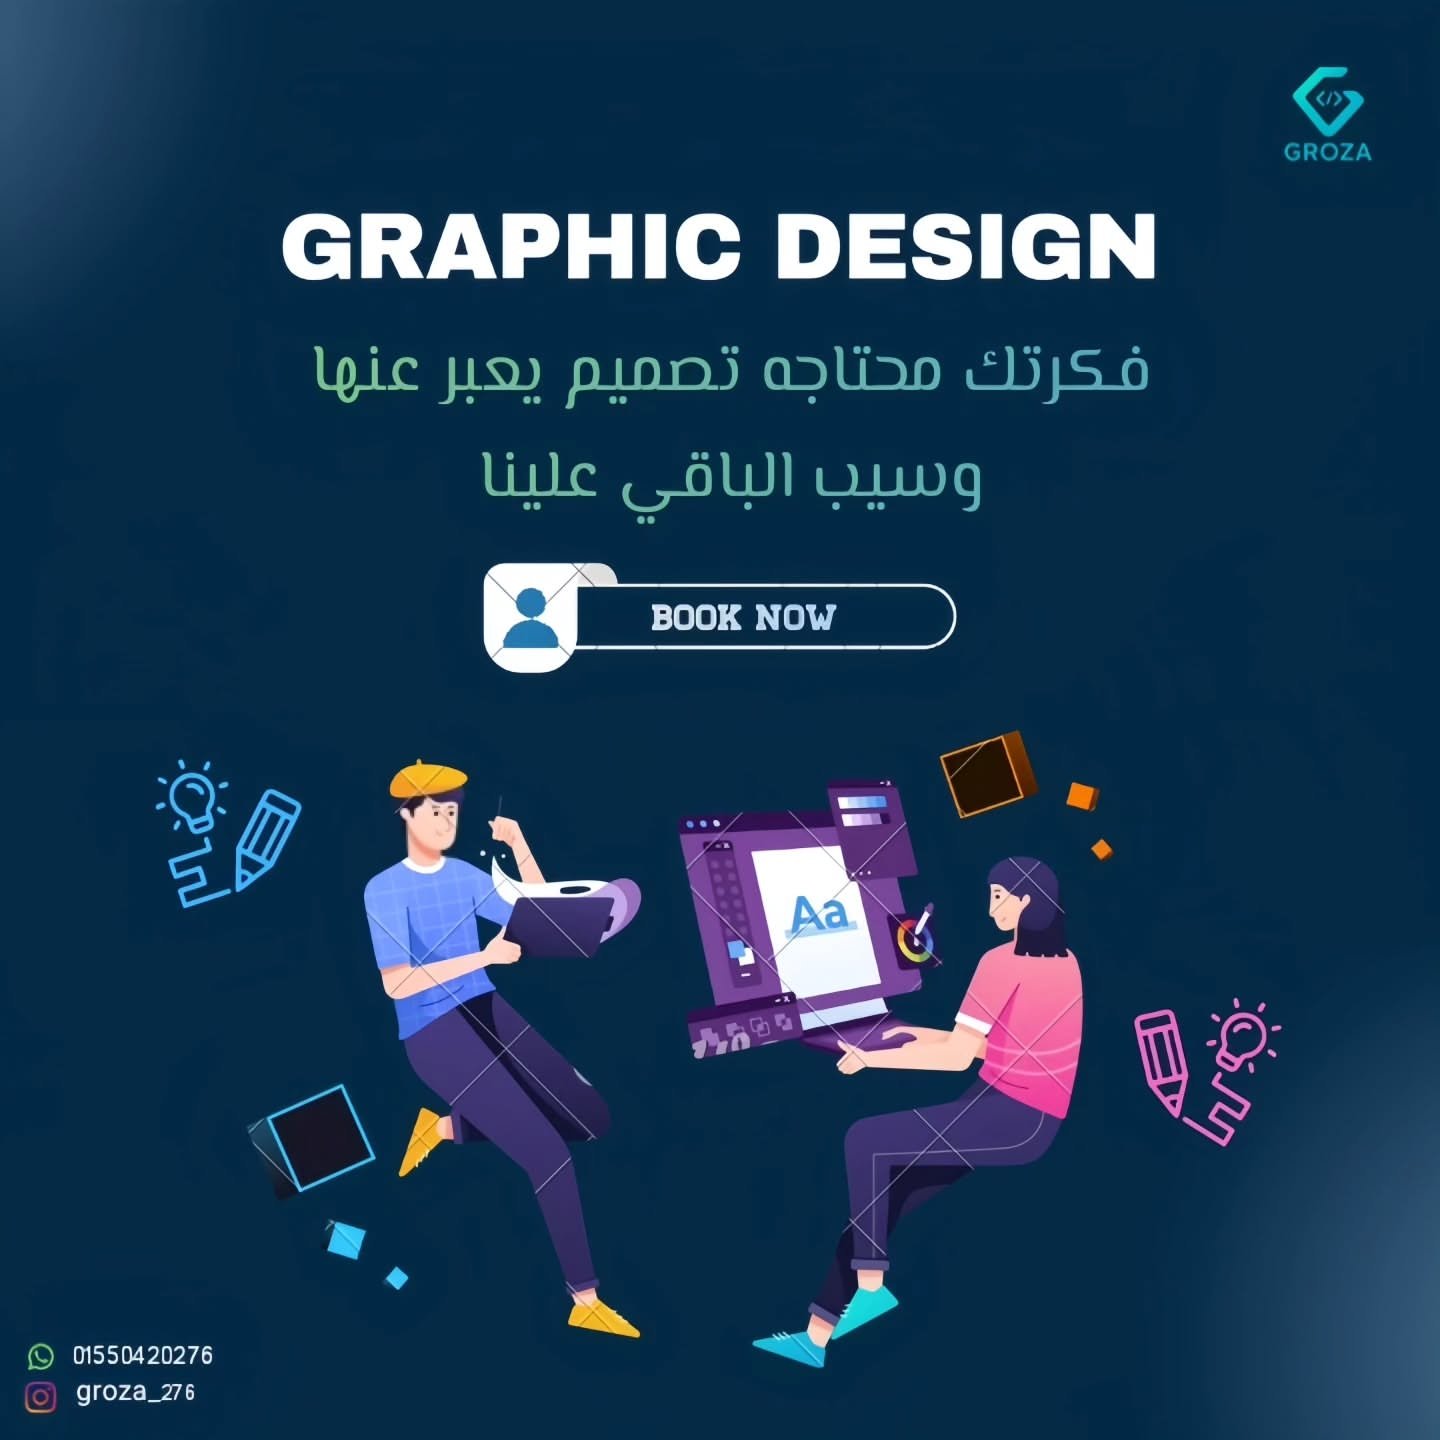 GROZA
GRAPHIC DESIGN
فكرتك محتاجه تصميم يعبر عنها
وسيب الباقي علينا
BOOK NOW
Aa
01550420276
groza_276